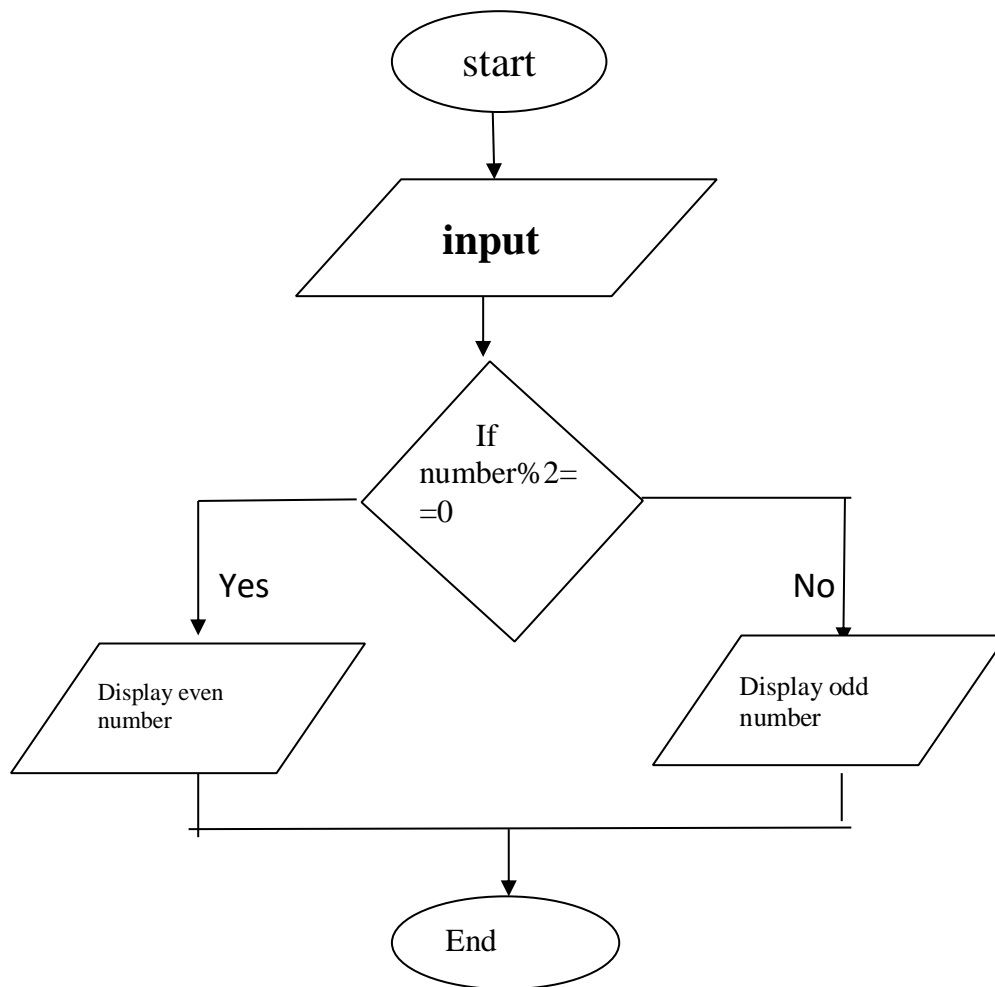 start
input
If
number%2=
=0
Yes
No
Display even
number
Display odd
number
End